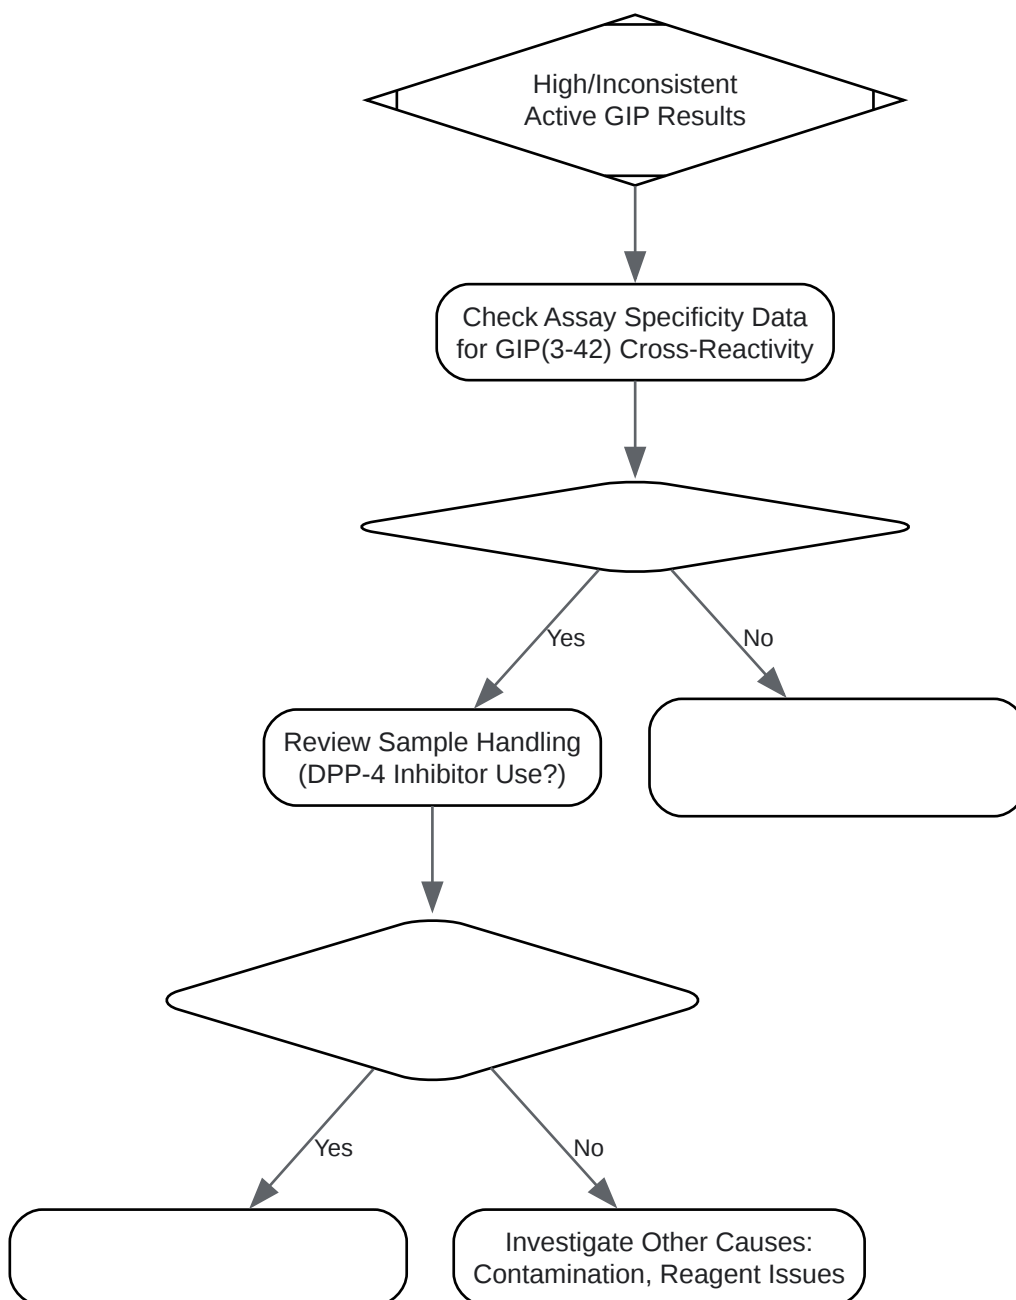 High/Inconsistent
Active GIP Results
Check Assay Specificity Data
for GIP(3-42) Cross-Reactivity
Yes
No
Review Sample Handling
(DPP-4 Inhibitor Use?)
Yes
No
Investigate Other Causes:
Contamination, Reagent Issues